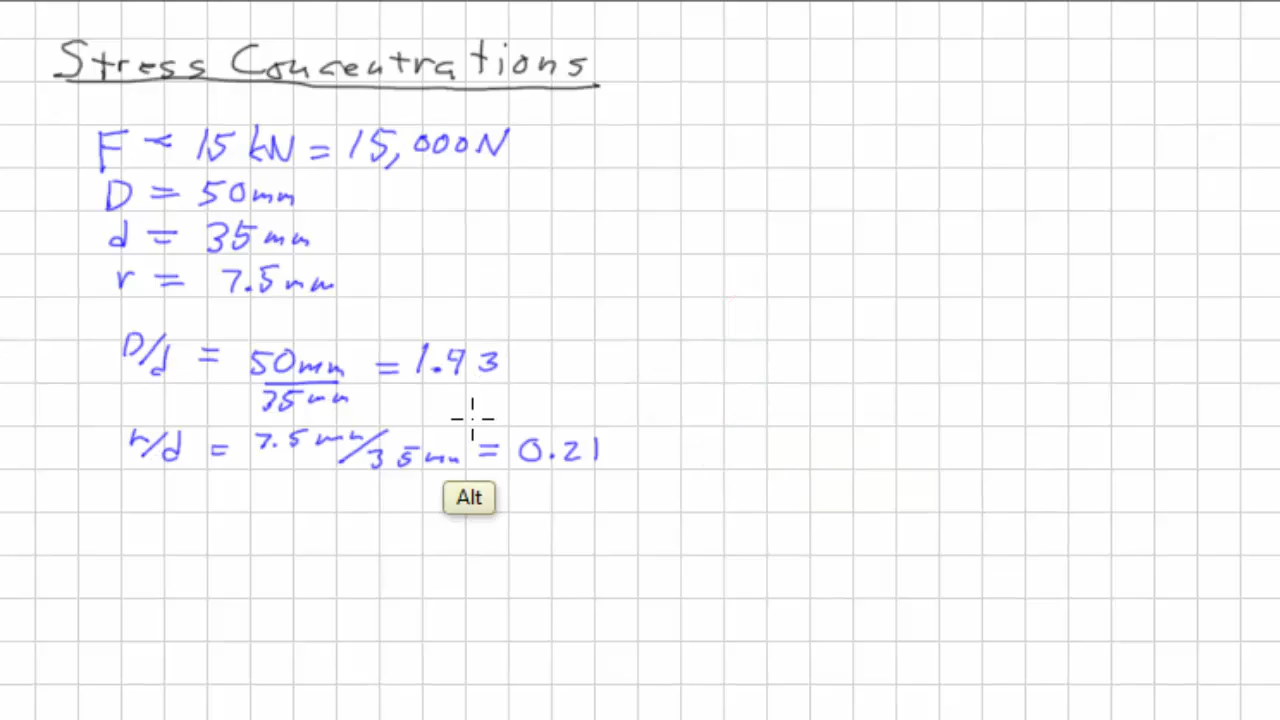 Stress Concentrations
F = 15 kN = 15,000N
D = 50mm
d = 35mm
r = 7.5mm
D/d = 50mm/35mm = 1.43
r/d = 7.5mm/35mm = 0.21
Alt